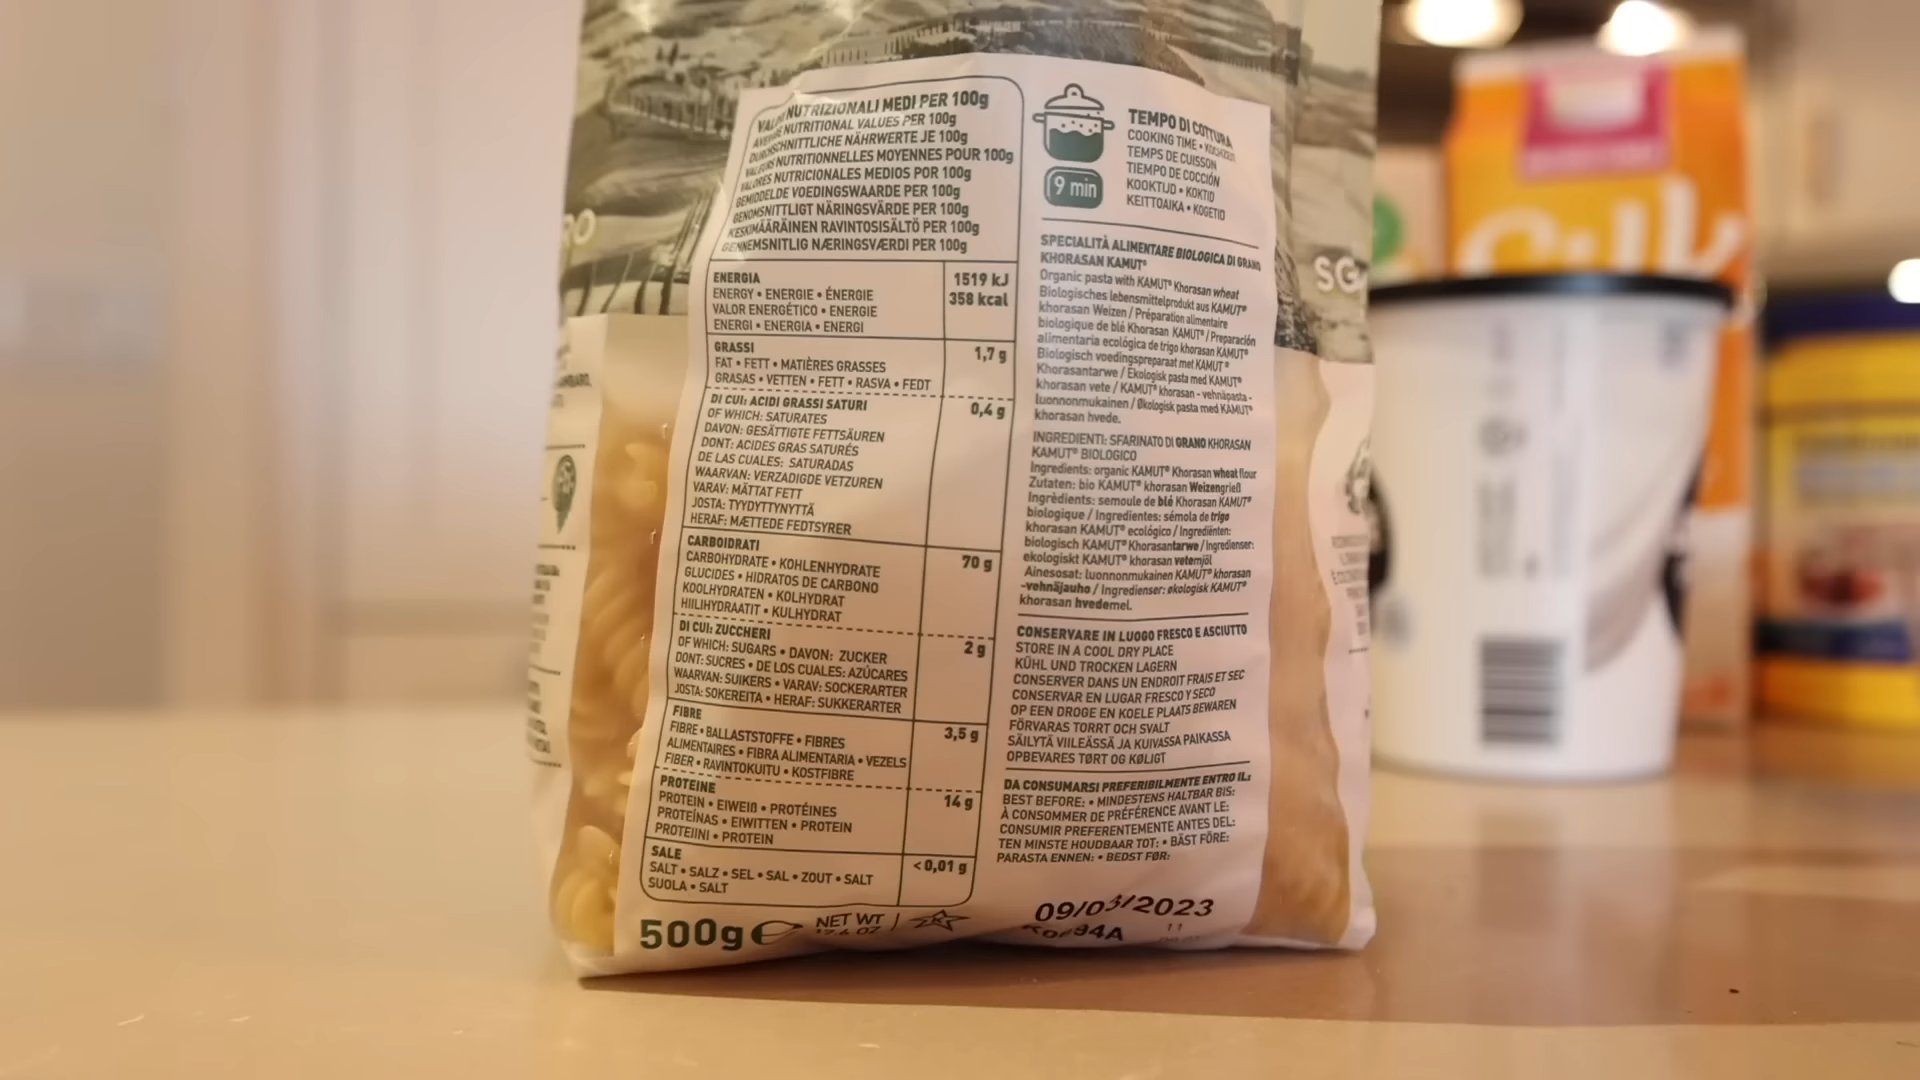 NUTRIZIONALI MEDI PER 100g
NUTRITIONAL VALUES PER 100g
DURCHSCHNITTLICHE NÄHRWERTE JE 100g
VALEURS NUTRITIONNELLES MOYENNES POUR 100g
VALORES NUTRICIONALES MEDIOS POR 100g
GEMIDDELDE VOEDINGSWAARDE PER 100g
GENOMSNITTLIGT NÄRINGSVÄRDE PER 100g
KESKIMÄÄRÄINEN RAVINTOSISÄLTÖ PER 100g
GENNEMSNITLIG NÆRINGSVÆRDI PER 100g
ENERGIA 1519 kJ
ENERGY • ENERGIE • ÉNERGIE 358 kcal
VALOR ENERGÉTICO • ENERGIE
ENERGI • ENERGIA • ENERGI
GRASSI 1,7 g
FAT • FETT • MATIÈRES GRASSES
GRASAS • VETTEN • FETT • RASVA • FEDT
DI CUI: ACIDI GRASSI SATURI 0,4 g
OF WHICH: SATURATES
DAVON: GESÄTTIGTE FETTSÄUREN
DONT: ACIDES GRAS SATURÉS
DE LAS CUALES: SATURADAS
WAARVAN: VERZADIGDE VETZUREN
VARAV: MÄTTAT FETT
JOSTA: TYYDYTTYNYTTÄ
HERAF: MÆTTEDE FEDTSYRER
CARBOIDRATI 70 g
CARBOHYDRATE • KOHLENHYDRATE
GLUCIDES • HIDRATOS DE CARBONO
KOOLHYDRATEN • KOLHYDRAT
HIILIHYDRAATIT • KULHYDRAT
DI CUI: ZUCCHERI 2 g
OF WHICH: SUGARS • DAVON: ZUCKER
DONT: SUCRES • DE LOS CUALES: AZÚCARES
WAARVAN: SUIKERS • VARAV: SOCKERARTER
JOSTA: SOKEREITA • HERAF: SUKKERARTER
FIBRE 3,5 g
FIBRE • BALLASTSTOFFE • FIBRES
ALIMENTAIRES • FIBRA ALIMENTARIA • VEZELS
FIBER • RAVINTOKUITU • KOSTFIBRE
PROTEINE 14 g
PROTEIN • EIWEIß • PROTÉINES
PROTEÍNAS • EIWITTEN • PROTEIN
PROTEIINI • PROTEIN
SALE <0,01 g
SALT • SALZ • SEL • SAL • ZOUT • SALT
SUOLA • SALT
500g e NET WT
TEMPO DI COTTURA
COOKING TIME • KOCHZEIT
TEMPS DE CUISSON
TIEMPO DE COCCIÓN
KOOKTIJD • KOKTID
KEITTOAIKA • KOGETID
9 min
SPECIALITÀ ALIMENTARE BIOLOGICA DI GRANO
KHORASAN KAMUT®
Organic pasta with KAMUT® Khorasan wheat
Biologisches lebensmittelprodukt aus KAMUT®
khorasan Weizen / Préparation alimentaire
biologique de blé Khorasan KAMUT® / Preparación
alimentaria ecológica de trigo khorasan KAMUT®
Biologisch voedingspreparaat met KAMUT®
Khorasantarwe / Ekologisk pasta med KAMUT®
khorasan vete / KAMUT® khorasan - vehnäpasta -
luonnonmukainen / Økologisk pasta med KAMUT®
khorasan hvede.
INGREDIENTI: SFARINATO DI GRANO KHORASAN
KAMUT® BIOLOGICO
Ingredients: organic KAMUT® Khorasan wheat flour
Zutaten: bio KAMUT® khorasan Weizengrieß
Ingrédients: semoule de blé Khorasan KAMUT®
biologique / Ingredientes: sémola de trigo
khorasan KAMUT® ecológico / Ingrediënten:
biologisch KAMUT® Khorasantarwe / Ingredienser:
ekologiskt KAMUT® khorasan vetemjöl
Ainesosat: luonnonmukainen KAMUT® khorasan
-vehnäjauho / Ingredienser: økologisk KAMUT®
khorasan hvedemel.
CONSERVARE IN LUOGO FRESCO E ASCIUTTO
STORE IN A COOL DRY PLACE
KÜHL UND TROCKEN LAGERN
CONSERVER DANS UN ENDROIT FRAIS ET SEC
CONSERVAR EN LUGAR FRESCO Y SECO
OP EEN DROGE EN KOELE PLAATS BEWAREN
FÖRVARAS TORRT OCH SVALT
SÄILYTÄ VIILEÄSSÄ JA KUIVASSA PAIKASSA
OPBEVARES TØRT OG KØLIGT
DA CONSUMARSI PREFERIBILMENTE ENTRO IL:
BEST BEFORE: • MINDESTENS HALTBAR BIS:
À CONSOMMER DE PRÉFÉRENCE AVANT LE:
CONSUMIR PREFERENTEMENTE ANTES DEL:
TEN MINSTE HOUDBAAR TOT: • BÄST FÖRE:
PARASTA ENNEN: • BEDST FØR:
09/03/2023
Silk